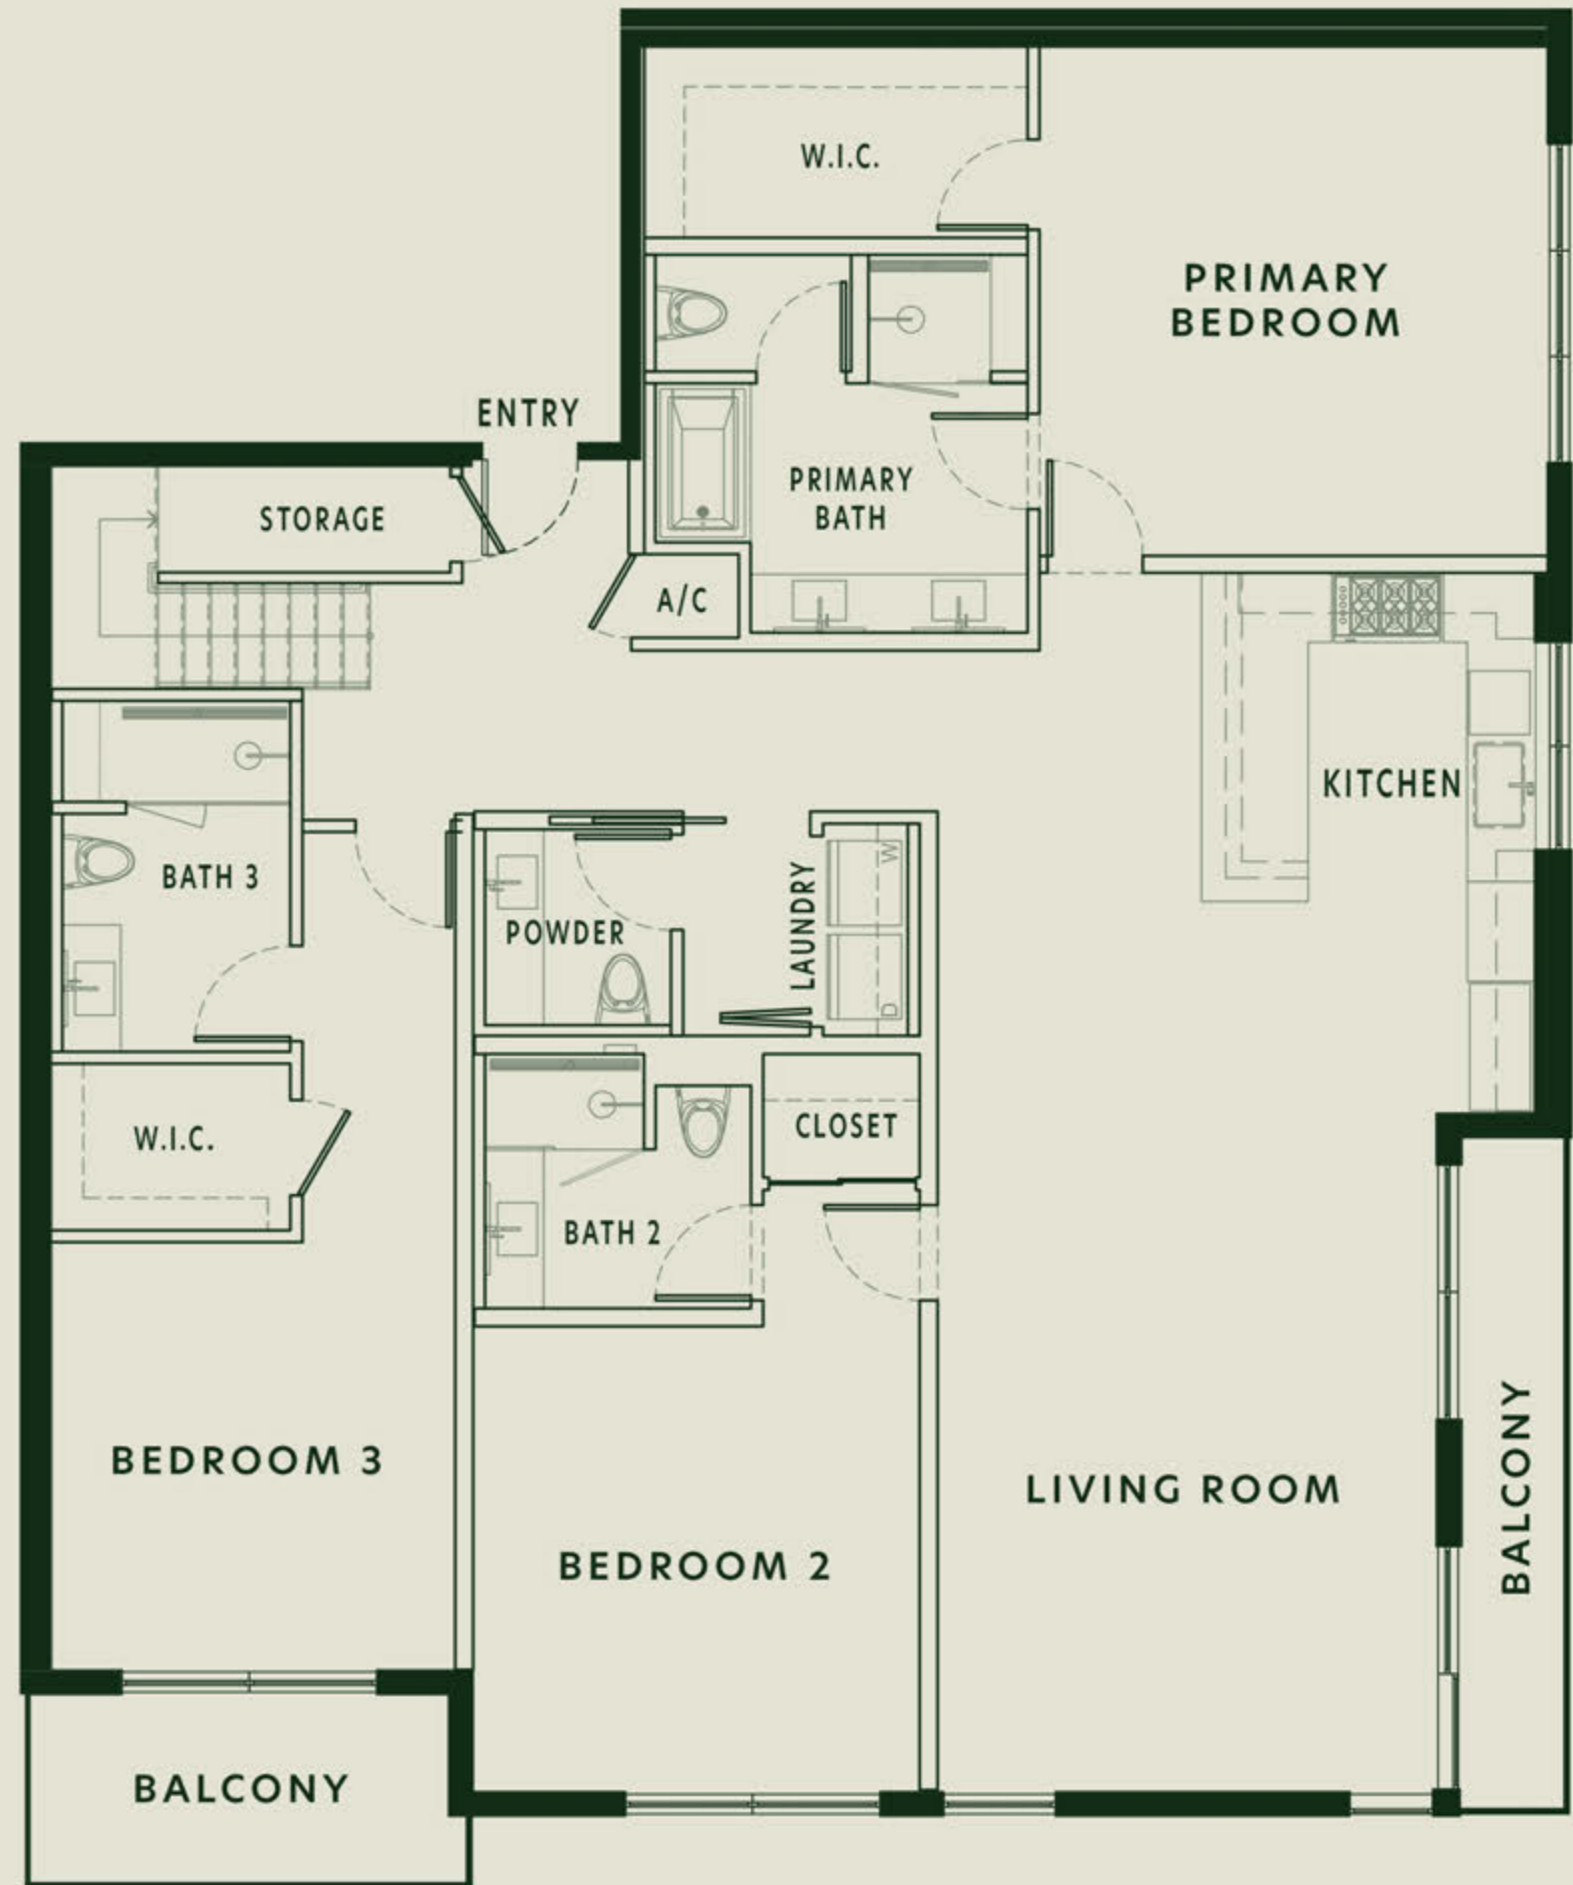 W.I.C.
PRIMARY
BEDROOM
ENTRY
STORAGE
PRIMARY
BATH
A/C
KITCHEN
BATH 3
POWDER
LAUNDRY
W
D
W.I.C.
CLOSET
BATH 2
BEDROOM 3
LIVING ROOM
BALCONY
BEDROOM 2
BALCONY